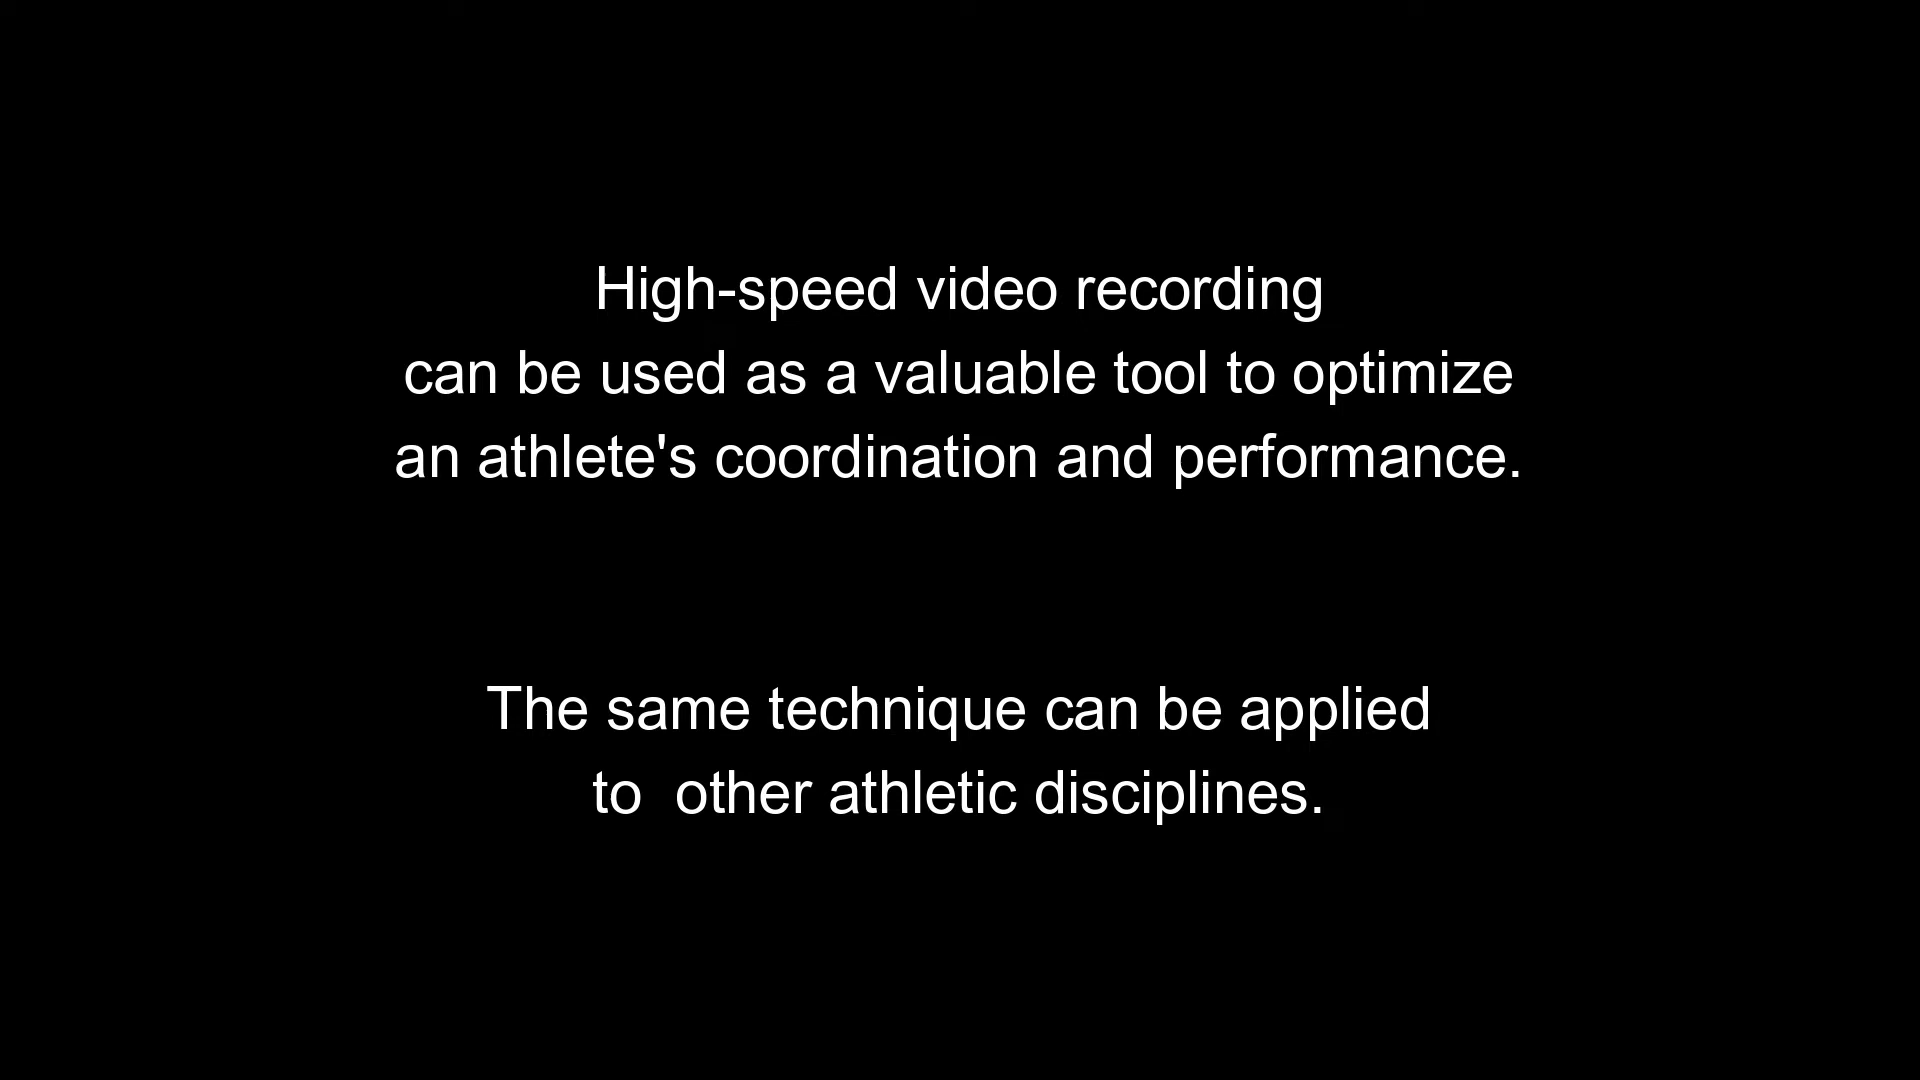 High-speed video recording
can be used as a valuable tool to optimize
an athlete's coordination and performance.
The same technique can be applied
to  other athletic disciplines.